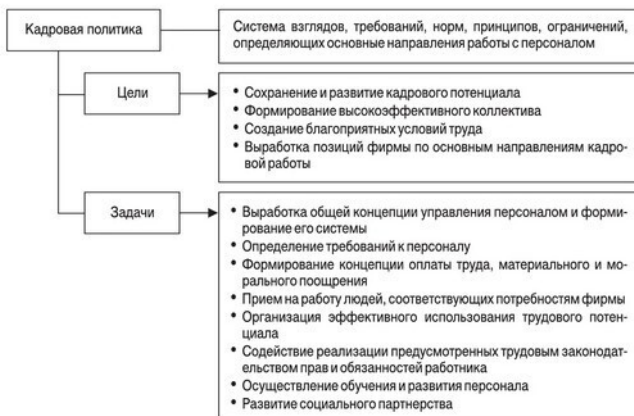 Кадровая политика
Система взглядов, требований, норм, принципов, ограничений,
определяющих основные направления работы с персоналом
Цели
• Сохранение и развитие кадрового потенциала
• Формирование высокоэффективного коллектива
• Создание благоприятных условий труда
• Выработка позиций фирмы по основным направлениям кадро-
вой работы
Задачи
• Выработка общей концепции управления персоналом и форми-
рование его системы
• Определение требований к персоналу
• Формирование концепции оплаты труда, материального и мо-
рального поощрения
• Прием на работу людей, соответствующих потребностям фирмы
• Организация эффективного использования трудового потен-
циала
• Содействие реализации предусмотренных трудовым законода-
тельством прав и обязанностей работника
• Осуществление обучения и развития персонала
• Развитие социального партнерства